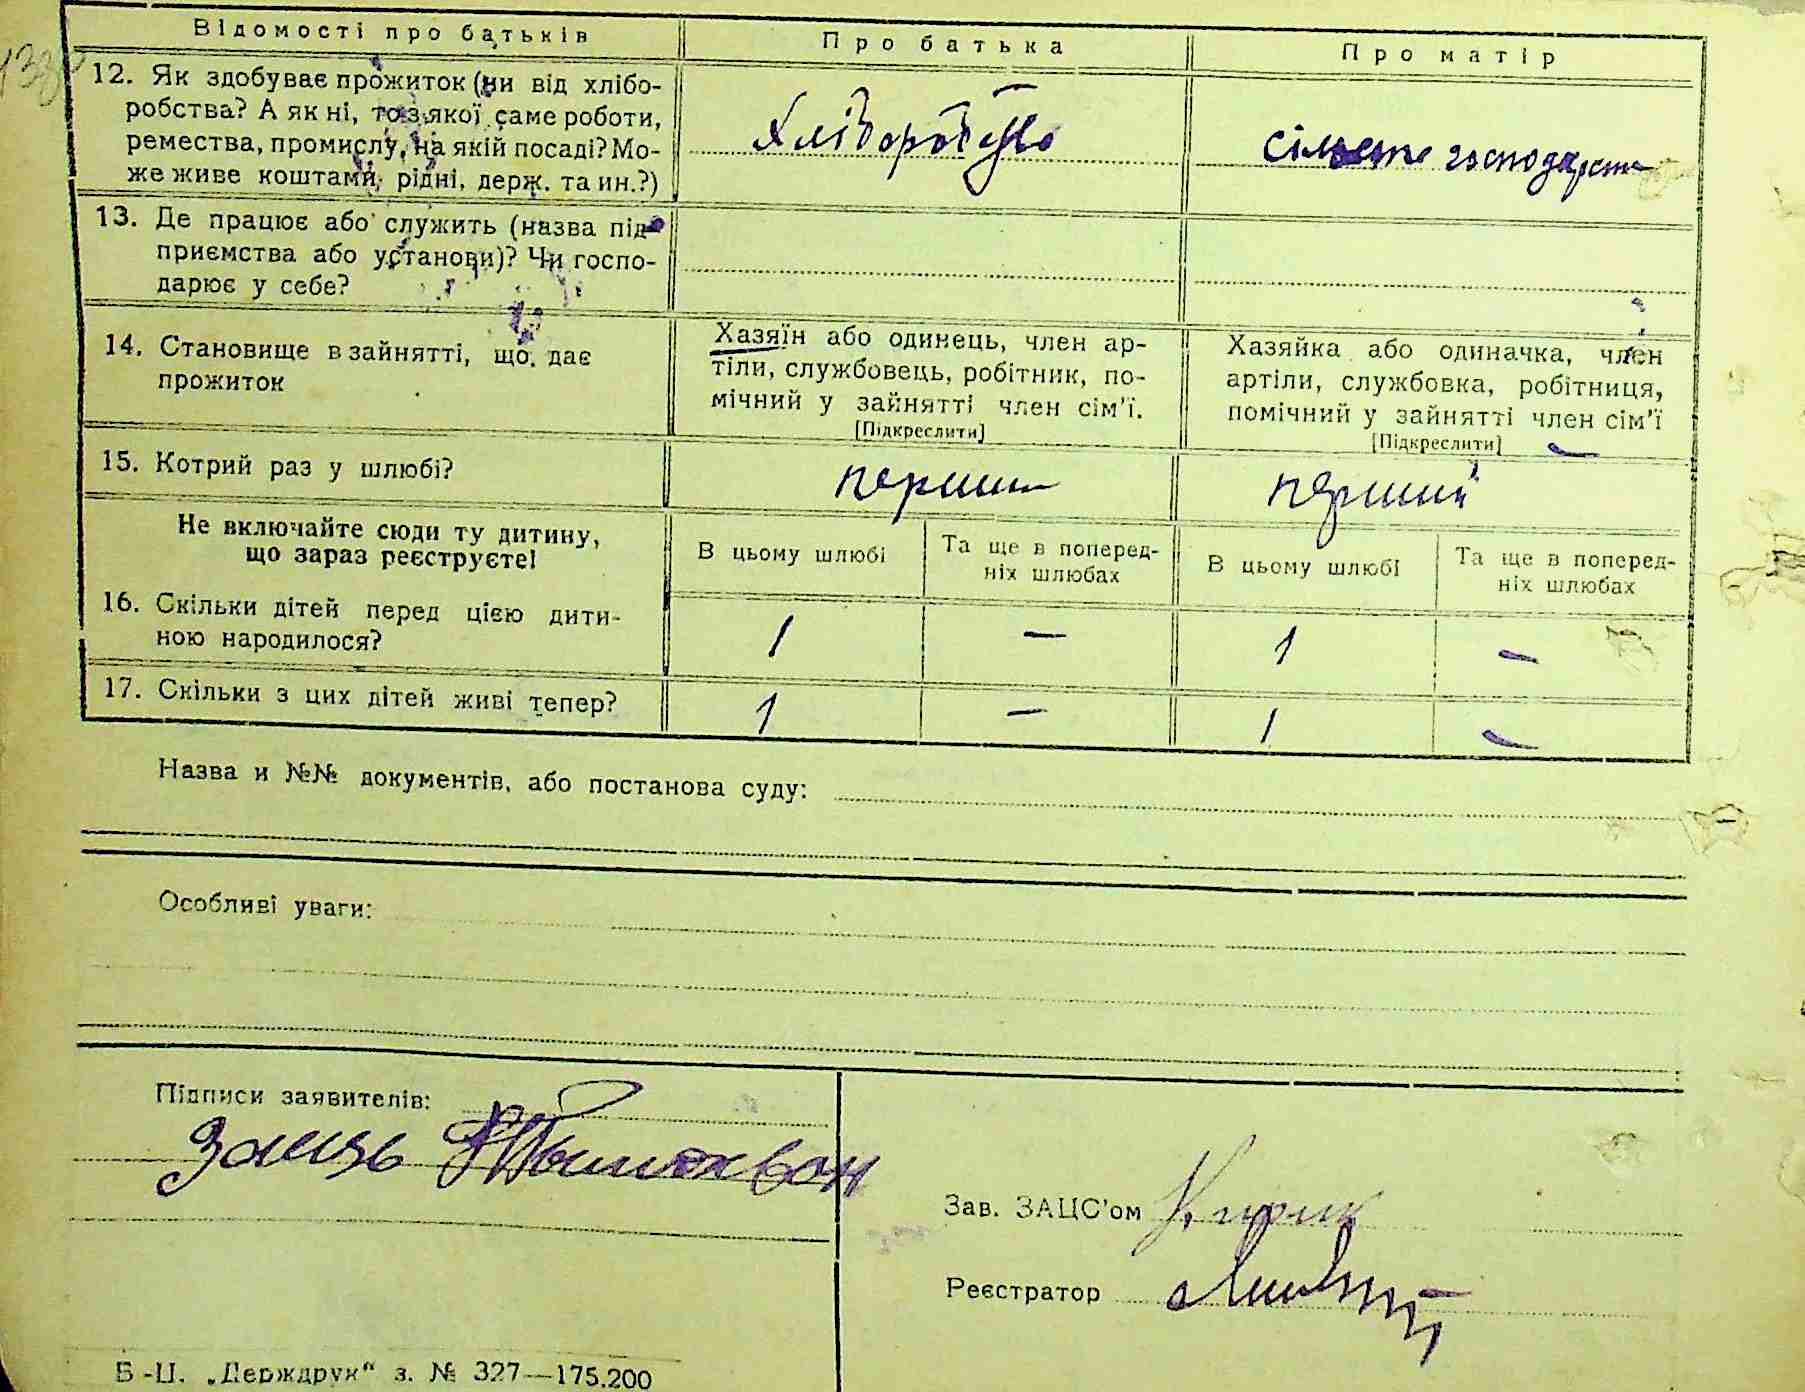 Відомості про батьків
Про батька
Про матір
12. Як здобуває прожиток (чи від хлібо-
робства? А як ні, то з якої саме роботи,
ремества, промислу, на якій посаді? Мо-
же живе коштами, рідні, держ. та ин.?)
Хліборобство
сільське господарство
13. Де працює або служить (назва під-
приємства або установи)? Чи госпо-
дарює у себе?
14. Становище в зайнятті, що дає
прожиток
Хазяїн або одинець, член ар-
тіли, службовець, робітник, по-
мічний у зайнятті член сім'ї.
[Підкреслити]
Хазяйка або одиначка, член
артіли, службовка, робітниця,
помічний у зайнятті член сім'ї
[Підкреслити]
15. Котрий раз у шлюбі?
перший
перший
Не включайте сюди ту дитину,
що зараз реєструєте!
В цьому шлюбі
Та ще в поперед-
ніх шлюбах
В цьому шлюбі
Та ще в поперед-
ніх шлюбах
16. Скільки дітей перед цією дити-
ною народилося?
1 — 1 —
17. Скільки з цих дітей живі тепер?
1 — 1 —
Назва и №№ документів, або постанова суду:
Особливі уваги:
Підписи заявителів:
Заець
Зав. ЗАЦС'ом
Реєстратор
Б-Ц. „Держдрук“ з. № 327—175.200